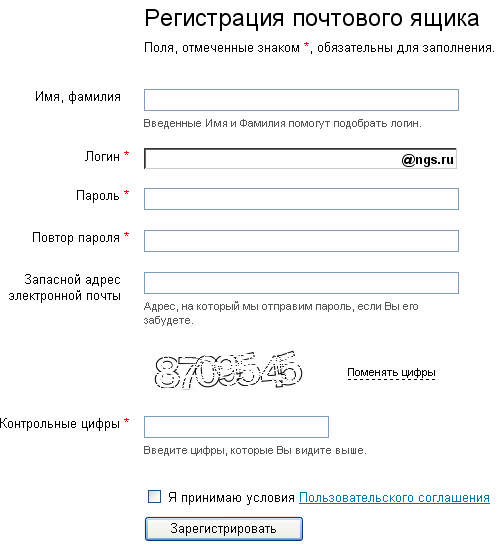 Регистрация почтового ящика
Поля, отмеченные знаком *, обязательны для заполнения.
Имя, фамилия
Введенные Имя и Фамилия помогут подобрать логин.
Логин *
@ngs.ru
Пароль *
Повтор пароля *
Запасной адрес
электронной почты
Адрес, на который мы отправим пароль, если Вы его
забудете.
8709545 Поменять цифры
Контрольные цифры *
Введите цифры, которые Вы видите выше.
Я принимаю условия Пользовательского соглашения
Зарегистрировать